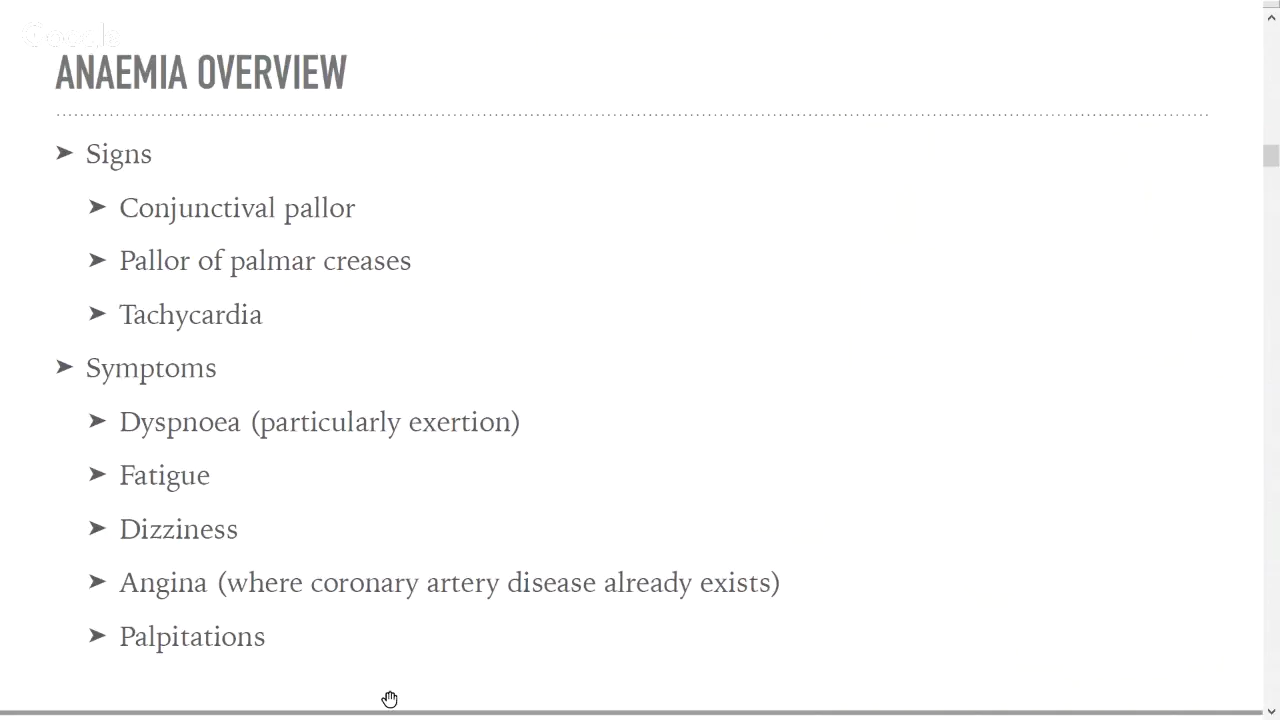 ANAEMIA OVERVIEW
➤ Signs
➤ Conjunctival pallor
➤ Pallor of palmar creases
➤ Tachycardia
➤ Symptoms
➤ Dyspnoea (particularly exertion)
➤ Fatigue
➤ Dizziness
➤ Angina (where coronary artery disease already exists)
➤ Palpitations